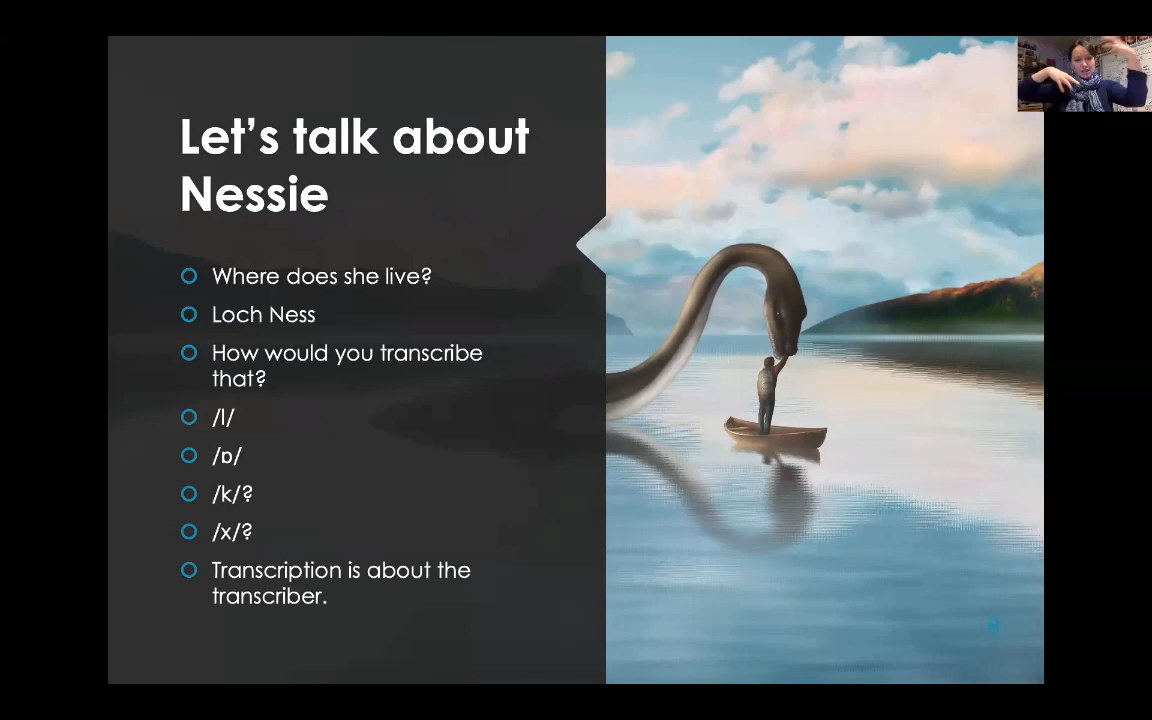 Let's talk about
Nessie
Where does she live?
Loch Ness
How would you transcribe
that?
/l/
/ɒ/
/k/?
/x/?
Transcription is about the
transcriber.
8